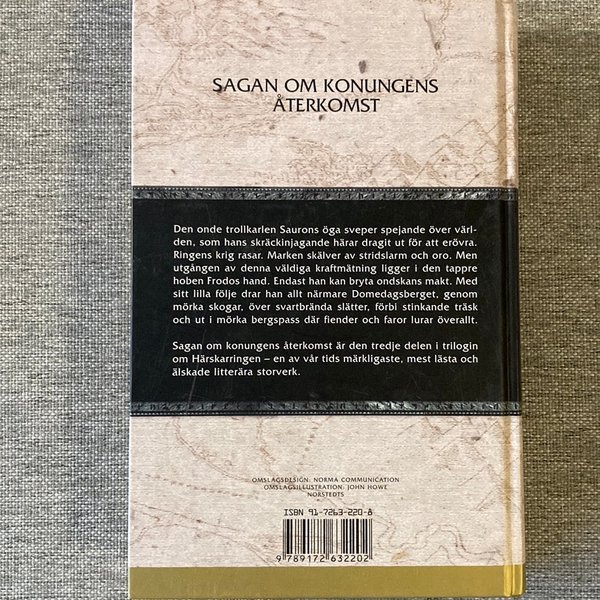 SAGAN OM KONUNGENS
ÅTERKOMST
Den onde trollkarlen Saurons öga sveper spejande över värl-
den, som hans skräckinjagande härar dragit ut för att erövra.
Ringens krig rasar. Marken skälver av stridslarm och oro. Men
utgången av denna väldiga kraftmätning ligger i den tappre
hoben Frodos hand. Endast han kan bryta ondskans makt. Med
sitt lilla följe drar han allt närmare Domedagsberget, genom
mörka skogar, över svartbrända slätter, förbi stinkande träsk
och ut i mörka bergspass där fiender och faror lurar överallt.
Sagan om konungens återkomst är den tredje delen i trilogin
om Härskarringen – en av vår tids märkligaste, mest lästa och
älskade litterära storverk.
OMSLAGSDESIGN: NORMA COMMUNICATION
OMSLAGSILLUSTRATION: JOHN HOWE
NORSTEDTS
ISBN 91-7263-220-8
9 789172 632202